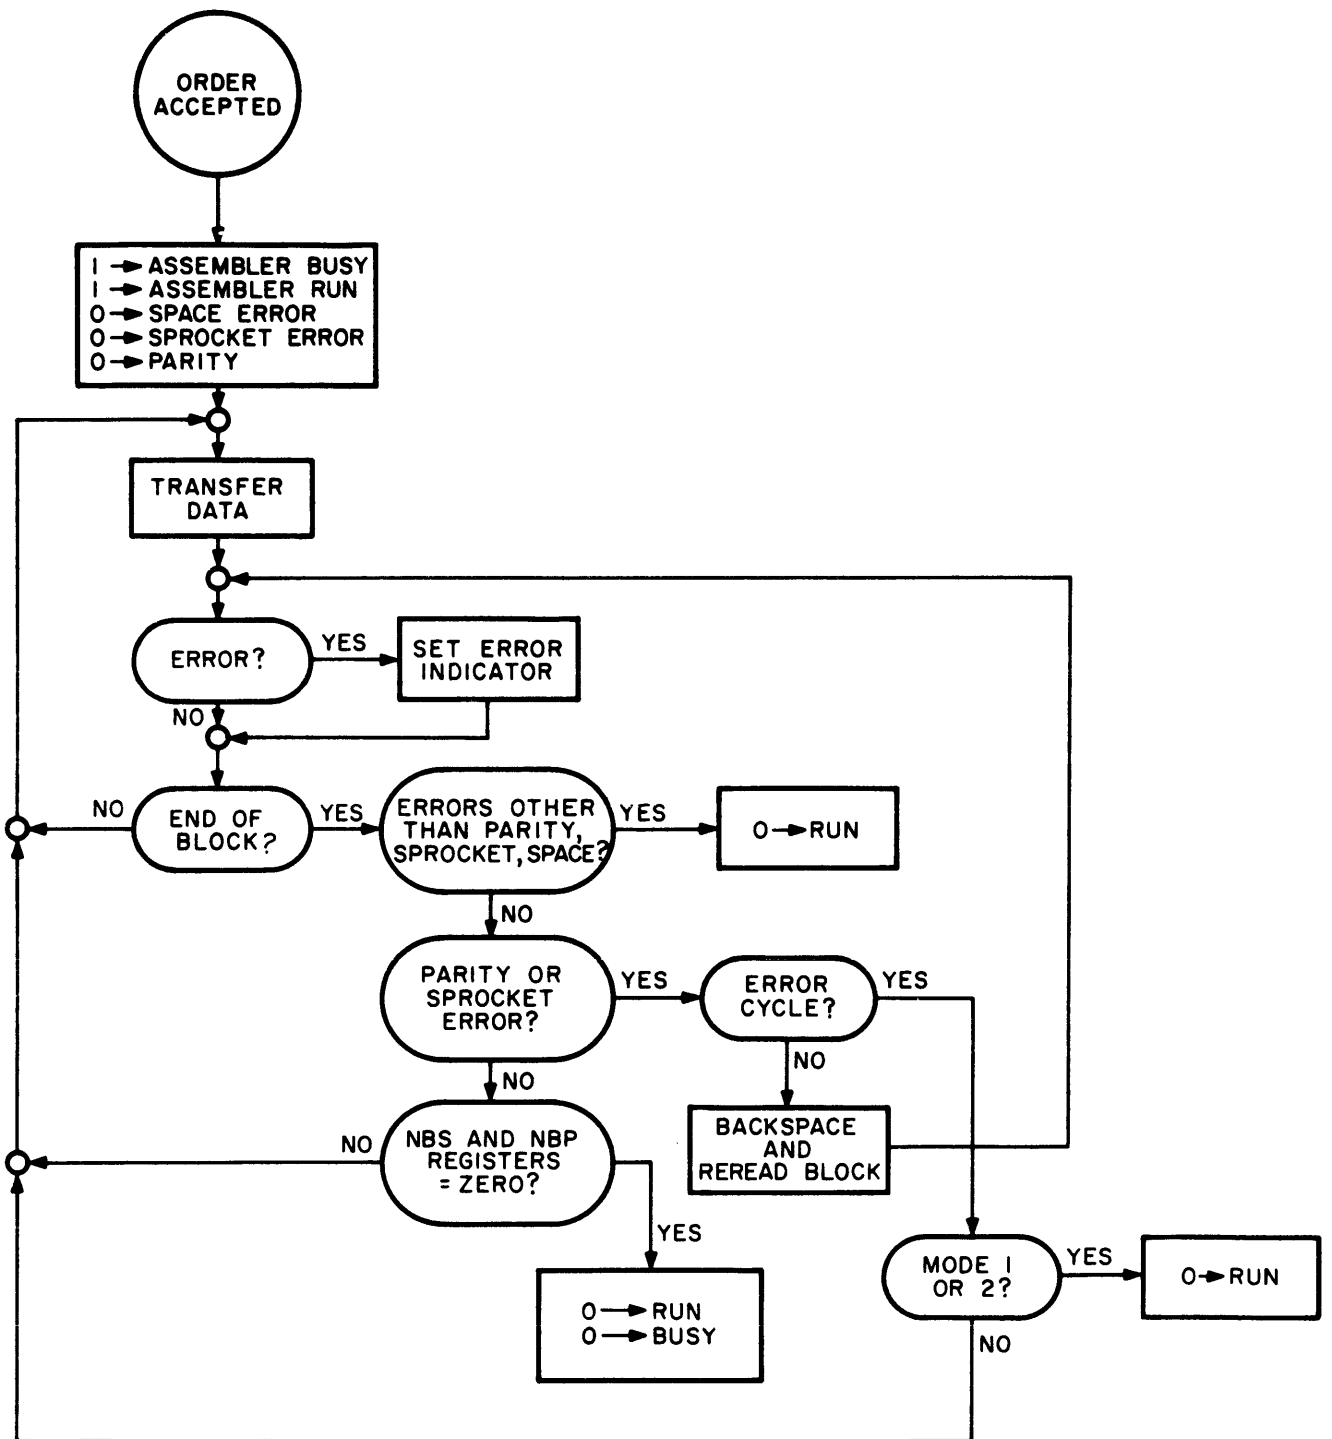 ORDER
ACCEPTED
1 → ASSEMBLER BUSY
1 → ASSEMBLER RUN
0 → SPACE ERROR
0 → SPROCKET ERROR
0 → PARITY
TRANSFER
DATA
ERROR?
YES
SET ERROR
INDICATOR
NO
END OF
BLOCK?
NO
YES
ERRORS OTHER
THAN PARITY,
SPROCKET, SPACE?
YES
0 → RUN
NO
PARITY OR
SPROCKET
ERROR?
YES
ERROR
CYCLE?
YES
NO
NO
BACKSPACE
AND
REREAD BLOCK
NBS AND NBP
REGISTERS
= ZERO?
NO
YES
0 → RUN
0 → BUSY
MODE 1
OR 2?
YES
0 → RUN
NO